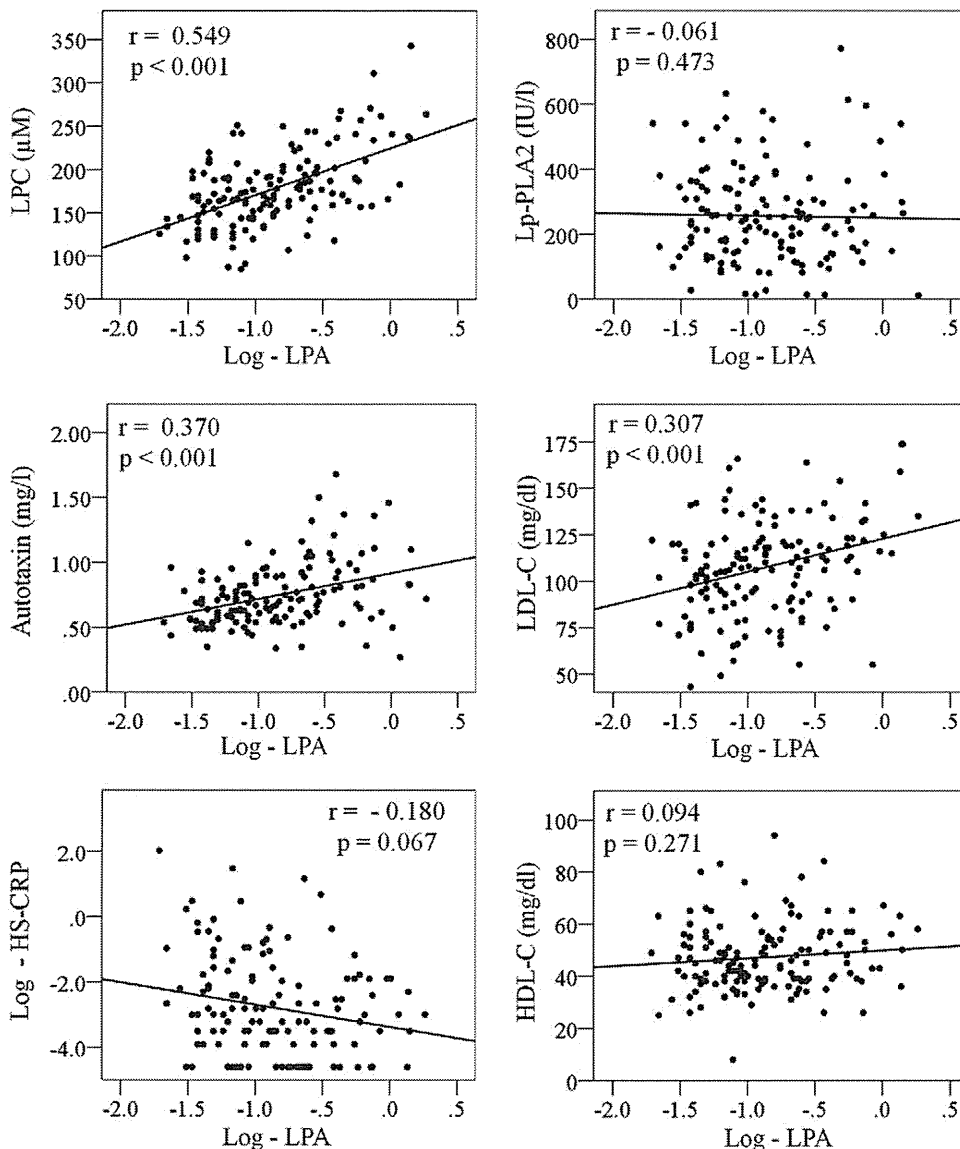 r = 0.549
p < 0.001
LPC (µM)
350
300
250
200
150
100
50
-2.0 -1.5 -1.0 -.5 .0 .5
Log - LPA
r = - 0.061
p = 0.473
Lp-PLA2 (IU/l)
800
600
400
200
0
-2.0 -1.5 -1.0 -.5 .0 .5
Log - LPA
r = 0.370
p < 0.001
Autotaxin (mg/l)
2.00
1.50
1.00
.50
.00
-2.0 -1.5 -1.0 -.5 .0 .5
Log - LPA
r = 0.307
p < 0.001
LDL-C (mg/dl)
175
150
125
100
75
50
-2.0 -1.5 -1.0 -.5 .0 .5
Log - LPA
r = - 0.180
p = 0.067
Log - HS-CRP
2.0
.0
-2.0
-4.0
-2.0 -1.5 -1.0 -.5 .0 .5
Log - LPA
r = 0.094
p = 0.271
HDL-C (mg/dl)
100
80
60
40
20
0
-2.0 -1.5 -1.0 -.5 .0 .5
Log - LPA